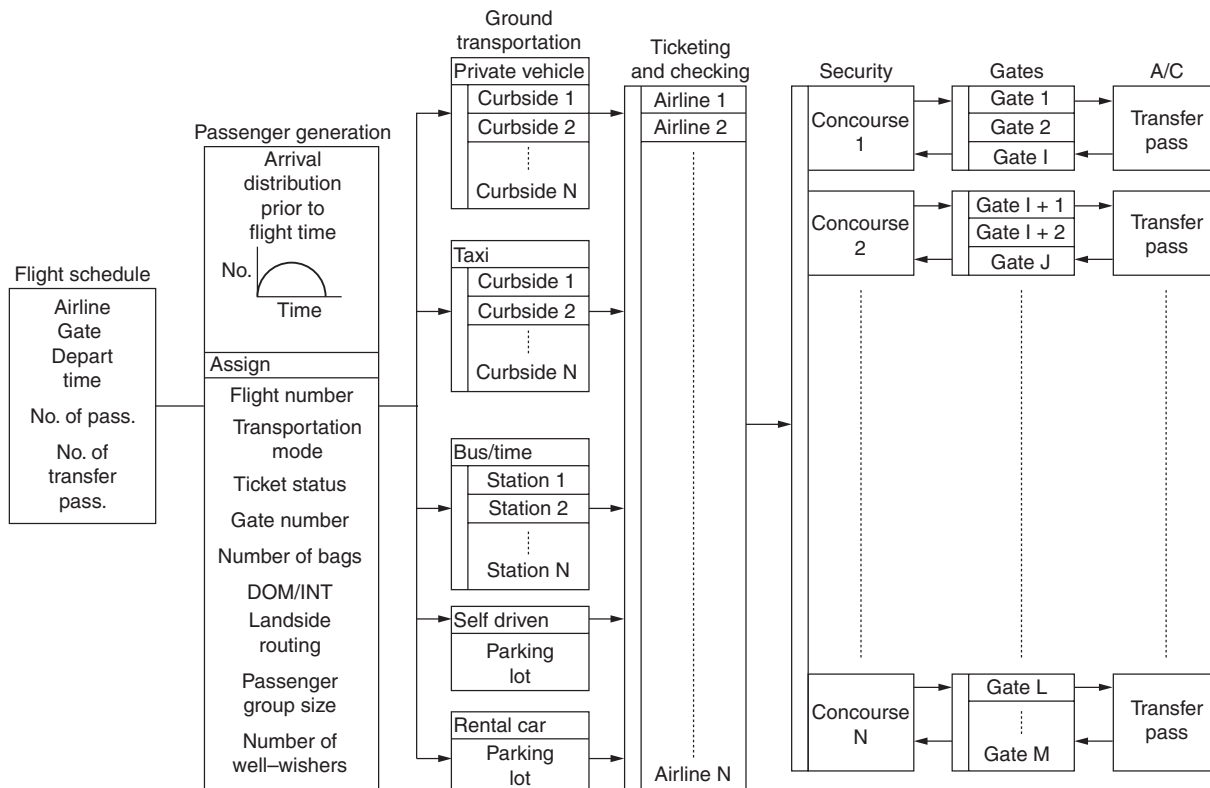 Flight schedule
Airline
Gate
Depart
time
No. of pass.
No. of
transfer
pass.
Passenger generation
Arrival
distribution
prior to
flight time
No.
Time
Assign
Flight number
Transportation
mode
Ticket status
Gate number
Number of bags
DOM/INT
Landside
routing
Passenger
group size
Number of
well–wishers
Ground
transportation
Private vehicle
Curbside 1
Curbside 2
Curbside N
Taxi
Curbside 1
Curbside 2
Curbside N
Bus/time
Station 1
Station 2
Station N
Self driven
Parking
lot
Rental car
Parking
lot
Ticketing
and checking
Airline 1
Airline 2
Airline N
Security
Concourse
1
Concourse
2
Concourse
N
Gates
Gate 1
Gate 2
Gate I
Gate I + 1
Gate I + 2
Gate J
Gate L
Gate M
A/C
Transfer
pass
Transfer
pass
Transfer
pass